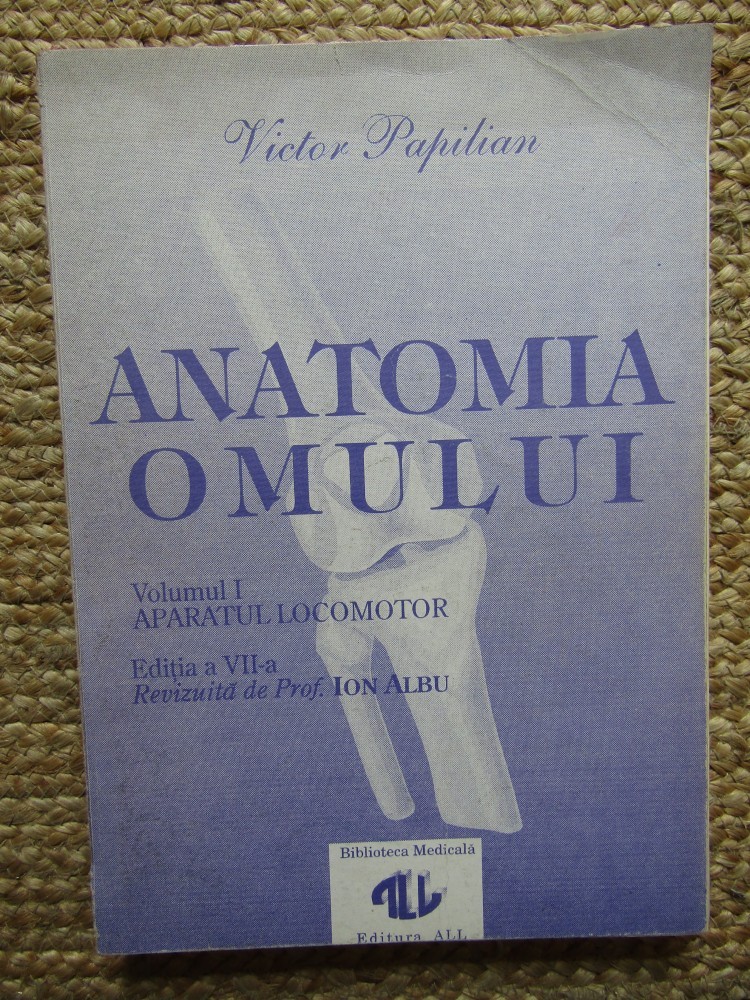 Victor Papilian
ANATOMIA
OMULUI
Volumul I
APARATUL LOCOMOTOR
Ediția a VII-a
Revizuită de Prof. ION ALBU
Biblioteca Medicală
ALL
Editura ALL